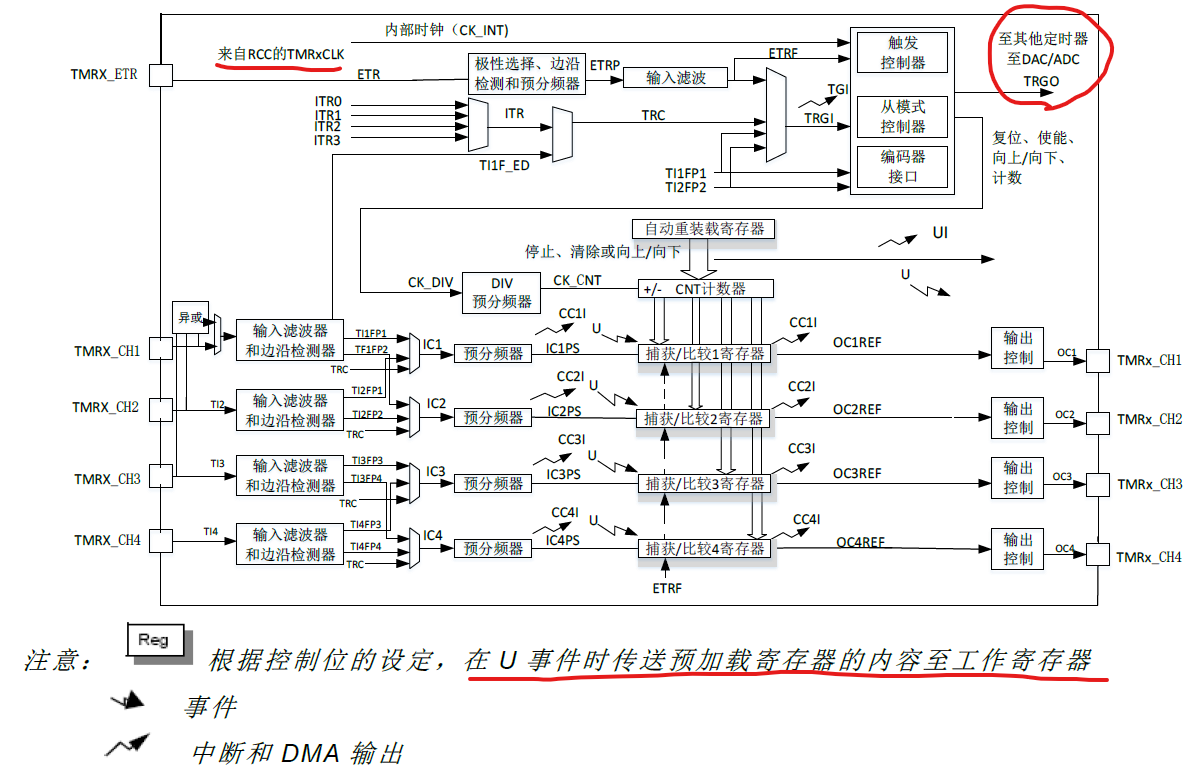 内部时钟（CK_INT)
来自RCC的TMRxCLK
至其他定时器
至DAC/ADC
TRGO
触发
控制器
TMRX_ETR
ETR
极性选择、边沿
检测和预分频器
ETRP
输入滤波
ETRF
ITR0
ITR1
ITR2
ITR3
ITR
TRC
TGI
TRGI
从模式
控制器
TI1F_ED
编码器
接口
TI1FP1
TI2FP2
复位、使能、
向上/向下、
计数
自动重装载寄存器
停止、清除或向上/向下
UI
U
CK_DIV
DIV
预分频器
CK_CNT
+/- CNT计数器
异或
TMRX_CH1
输入滤波器
和边沿检测器
TI1FP1
TF1FP2
TRC
IC1
预分频器
CC1I
U
IC1PS
捕获/比较1寄存器
CC1I
OC1REF
输出
控制
OC1
TMRx_CH1
TMRX_CH2
TI2
输入滤波器
和边沿检测器
TI2FP1
TI2FP2
TRC
IC2
预分频器
CC2I
U
IC2PS
捕获/比较2寄存器
CC2I
OC2REF
输出
控制
OC2
TMRx_CH2
TMRX_CH3
TI3
输入滤波器
和边沿检测器
TI3FP3
TI3FP4
TRC
IC3
预分频器
CC3I
U
IC3PS
捕获/比较3寄存器
CC3I
OC3REF
输出
控制
OC3
TMRx_CH3
TMRX_CH4
TI4
输入滤波器
和边沿检测器
TI4FP3
TI4FP4
TRC
IC4
预分频器
CC4I
U
IC4PS
捕获/比较4寄存器
CC4I
OC4REF
输出
控制
OC4
TMRx_CH4
ETRF
注意： Reg 根据控制位的设定，在 U 事件时传送预加载寄存器的内容至工作寄存器
事件
中断和 DMA 输出